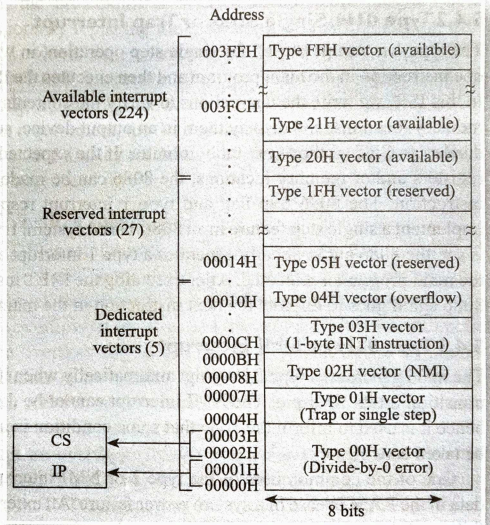 Address
003FFH
Type FFH vector (available)
Available interrupt
vectors (224)
003FCH
Type 21H vector (available)
Type 20H vector (available)
Type 1FH vector (reserved)
Reserved interrupt
vectors (27)
00014H
Type 05H vector (reserved)
00010H
Type 04H vector (overflow)
Dedicated
interrupt
vectors (5)
0000CH
Type 03H vector
(1-byte INT instruction)
0000BH
00008H
Type 02H vector (NMI)
00007H
00004H
Type 01H vector
(Trap or single step)
CS
00003H
00002H
IP
00001H
00000H
Type 00H vector
(Divide-by-0 error)
8 bits